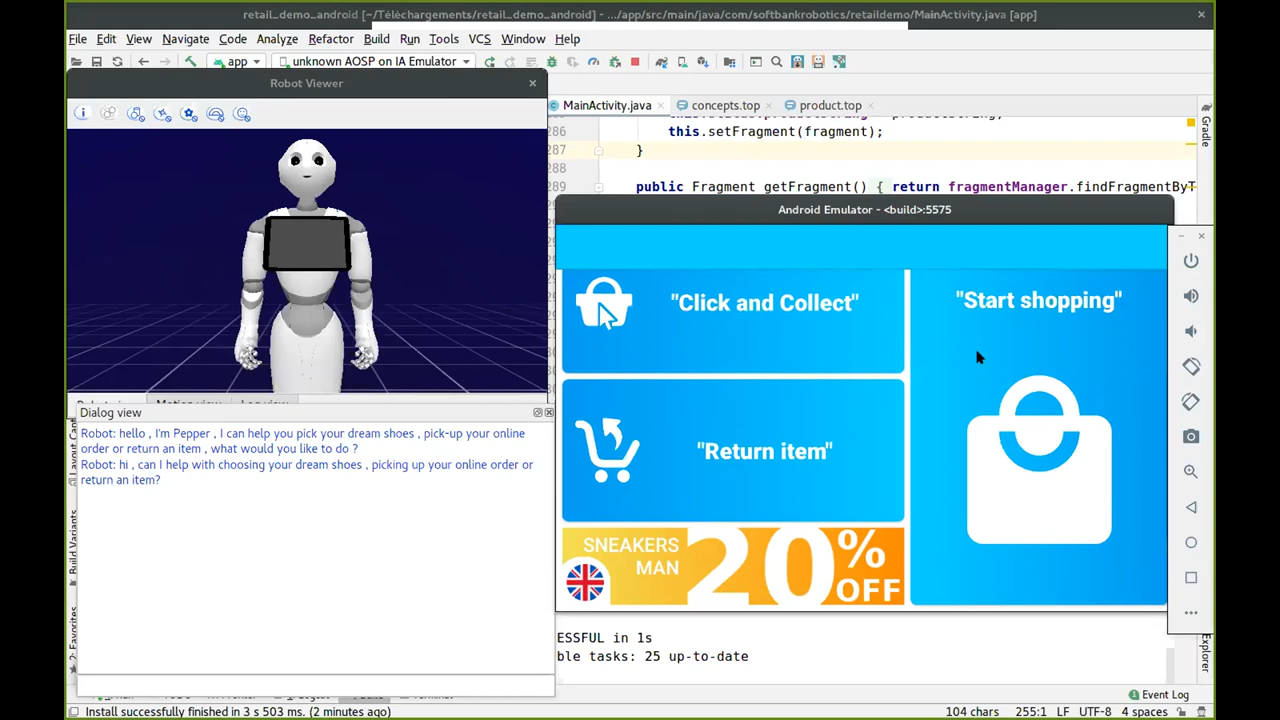 retail_demo_android [~/Téléchargements/retail_demo_android] - .../app/src/main/java/com/softbankrobotics/retaildemo/MainActivity.java [app]
File Edit View Navigate Code Analyze Refactor Build Run Tools VCS Window Help
app unknown AOSP on IA Emulator
Robot Viewer
MainActivity.java concepts.top product.top
286 this.setFragment(fragment);
287 }
288
289 public Fragment getFragment() { return fragmentManager.findFragmentByT
Gradle
Android Emulator - <build>:5575
"Click and Collect"
"Start shopping"
"Return item"
SNEAKERS
MAN
20%
OFF
Dialog view
Robot: hello , I'm Pepper , I can help you pick your dream shoes , pick-up your online
order or return an item , what would you like to do ?
Robot: hi , can I help with choosing your dream shoes , picking up your online order or
return an item?
Build Variants
2: Favorites
ESSFUL in 1s
ble tasks: 25 up-to-date
Explorer
Event Log
Install successfully finished in 3 s 503 ms. (2 minutes ago)
104 chars 255:1 LF UTF-8 4 spaces